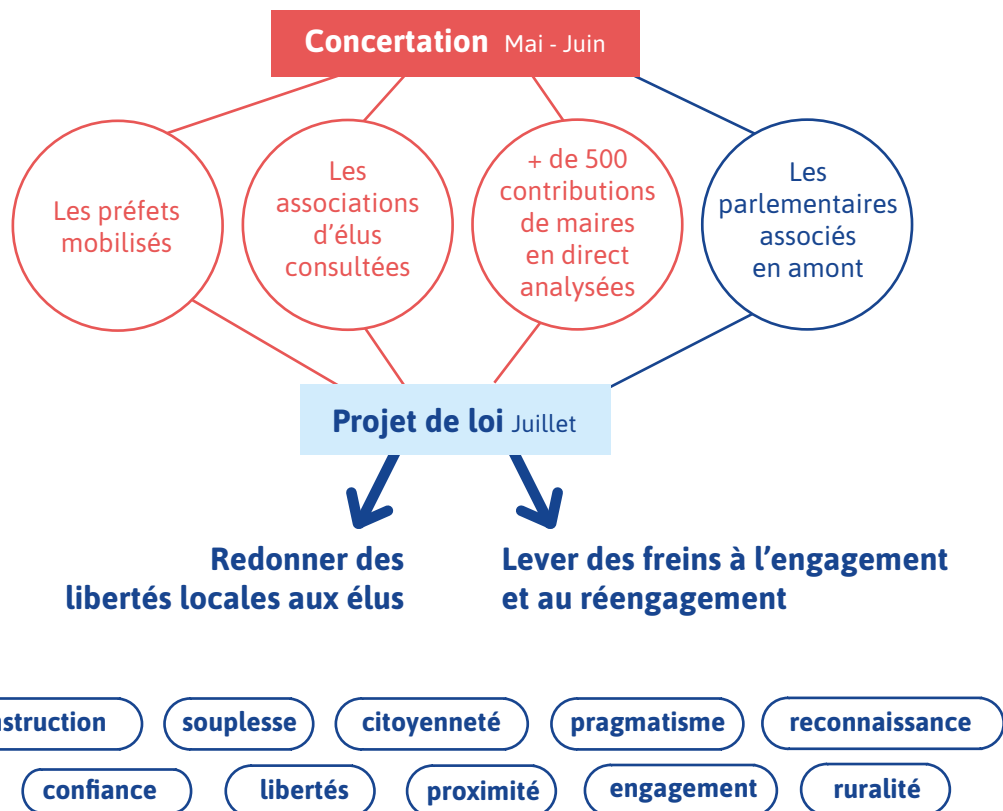 Concertation Mai - Juin
Les préfets
mobilisés
Les
associations
d’élus
consultées
+ de 500
contributions
de maires
en direct
analysées
Les
parlementaires
associés
en amont
Projet de loi Juillet
Redonner des
libertés locales aux élus
Lever des freins à l’engagement
et au réengagement
nstruction
souplesse
citoyenneté
pragmatisme
reconnaissance
confiance
libertés
proximité
engagement
ruralité